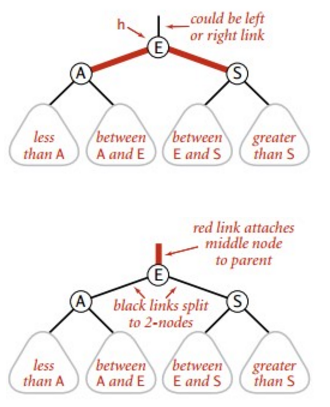 could be left
or right link
h
E
A
S
less
than A
between
A and E
between
E and S
greater
than S
red link attaches
middle node
to parent
E
A
S
black links split
to 2-nodes
less
than A
between
A and E
between
E and S
greater
than S